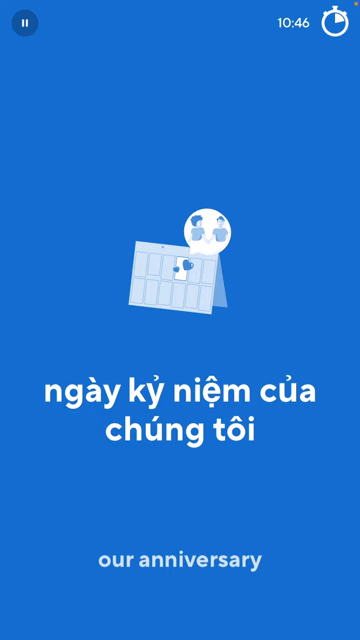 10:46
ngày kỷ niệm của
chúng tôi
our anniversary